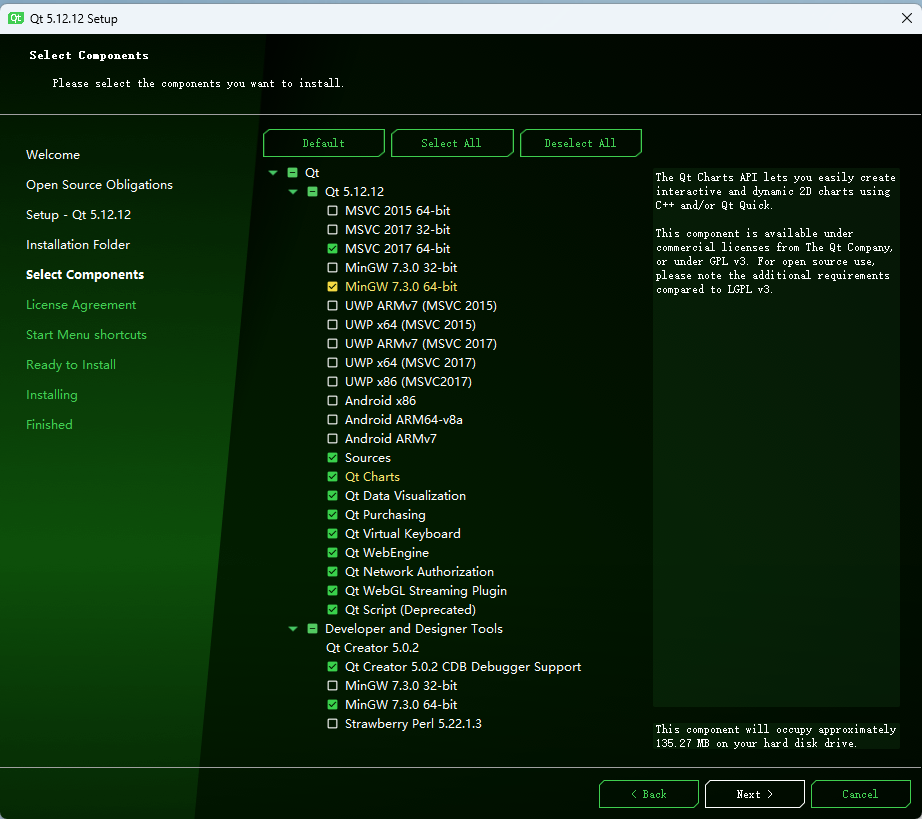 Qt 5.12.12 Setup
Select Components
Please select the components you want to install.
Welcome
Open Source Obligations
Setup - Qt 5.12.12
Installation Folder
Select Components
License Agreement
Start Menu shortcuts
Ready to Install
Installing
Finished
Default
Select All
Deselect All
Qt
Qt 5.12.12
MSVC 2015 64-bit
MSVC 2017 32-bit
MSVC 2017 64-bit
MinGW 7.3.0 32-bit
MinGW 7.3.0 64-bit
UWP ARMv7 (MSVC 2015)
UWP x64 (MSVC 2015)
UWP ARMv7 (MSVC 2017)
UWP x64 (MSVC 2017)
UWP x86 (MSVC2017)
Android x86
Android ARM64-v8a
Android ARMv7
Sources
Qt Charts
Qt Data Visualization
Qt Purchasing
Qt Virtual Keyboard
Qt WebEngine
Qt Network Authorization
Qt WebGL Streaming Plugin
Qt Script (Deprecated)
Developer and Designer Tools
Qt Creator 5.0.2
Qt Creator 5.0.2 CDB Debugger Support
MinGW 7.3.0 32-bit
MinGW 7.3.0 64-bit
Strawberry Perl 5.22.1.3
The Qt Charts API lets you easily create
interactive and dynamic 2D charts using
C++ and/or Qt Quick.
This component is available under
commercial licenses from The Qt Company,
or under GPL v3. For open source use,
please note the additional requirements
compared to LGPL v3.
This component will occupy approximately
135.27 MB on your hard disk drive.
< Back
Next >
Cancel